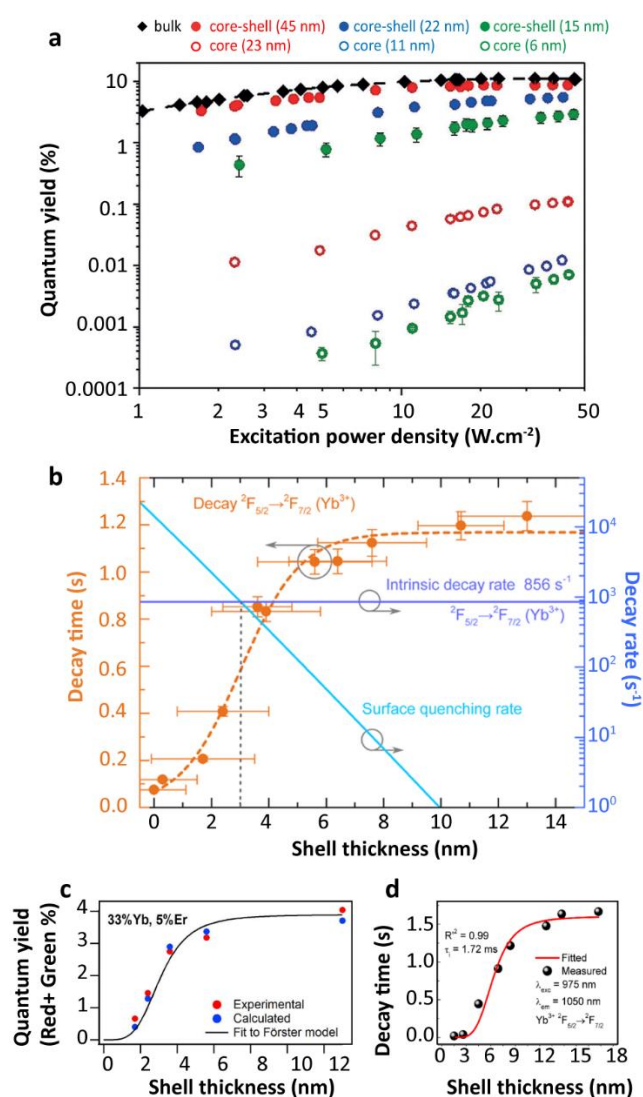 a
bulk core-shell (45 nm) core-shell (22 nm) core-shell (15 nm)
core (23 nm) core (11 nm) core (6 nm)
Quantum yield (%)
10
1
0.1
0.01
0.001
0.0001
1 2 3 4 5 10 20 50
Excitation power density (W.cm-2)
b
Decay time (s)
1.4
1.2
1.0
0.8
0.6
0.4
0.2
0.0
Decay ²F5/2→²F7/2 (Yb³⁺)
Intrinsic decay rate 856 s⁻¹
²F5/2→²F7/2 (Yb³⁺)
Surface quenching rate
10⁴
10³
10²
10¹
10⁰
Decay rate (s⁻¹)
0 2 4 6 8 10 12 14
Shell thickness (nm)
c
Quantum yield
(Red+ Green %)
4
3
2
1
0
33%Yb, 5%Er
Experimental
Calculated
Fit to Förster model
0 2 4 6 8 10 12
Shell thickness (nm)
d
Decay time (s)
1.5
1.0
0.5
0.0
R'² = 0.99
τi = 1.72 ms
Fitted
Measured
λexc = 975 nm
λem = 1050 nm
Yb³⁺ ²F5/2→²F7/2
0 3 6 9 12 15 18
Shell thickness (nm)